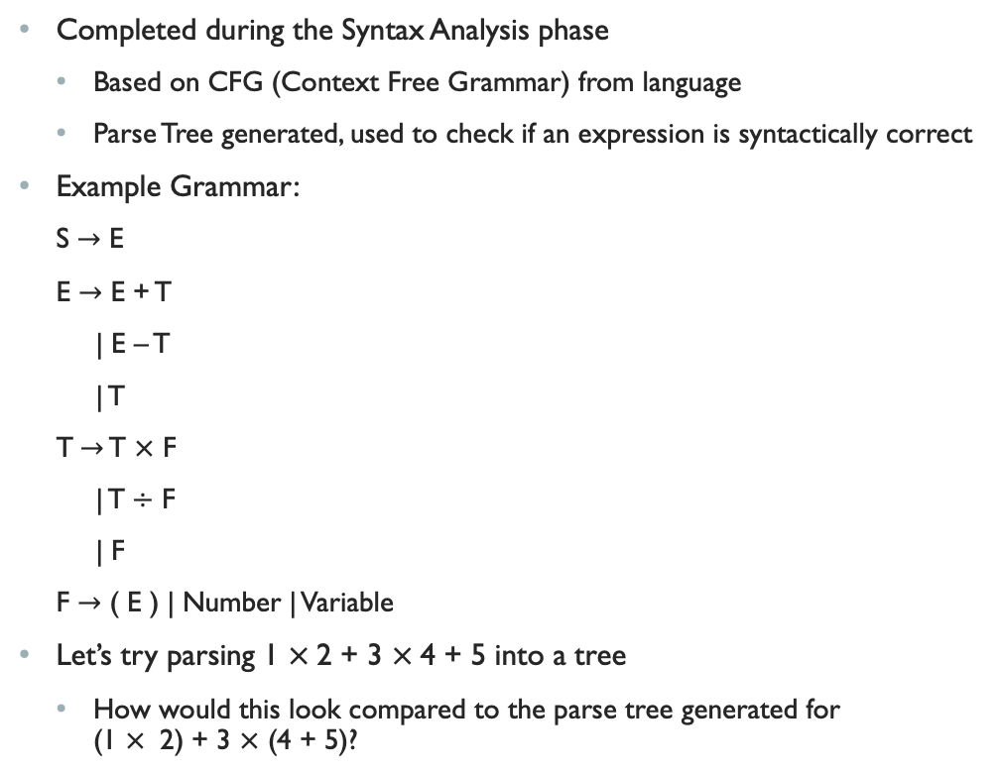 • Completed during the Syntax Analysis phase
• Based on CFG (Context Free Grammar) from language
• Parse Tree generated, used to check if an expression is syntactically correct
• Example Grammar:
S → E
E → E + T
| E – T
| T
T → T × F
| T ÷ F
| F
F → ( E ) | Number | Variable
• Let’s try parsing 1 × 2 + 3 × 4 + 5 into a tree
• How would this look compared to the parse tree generated for
(1 × 2) + 3 × (4 + 5)?